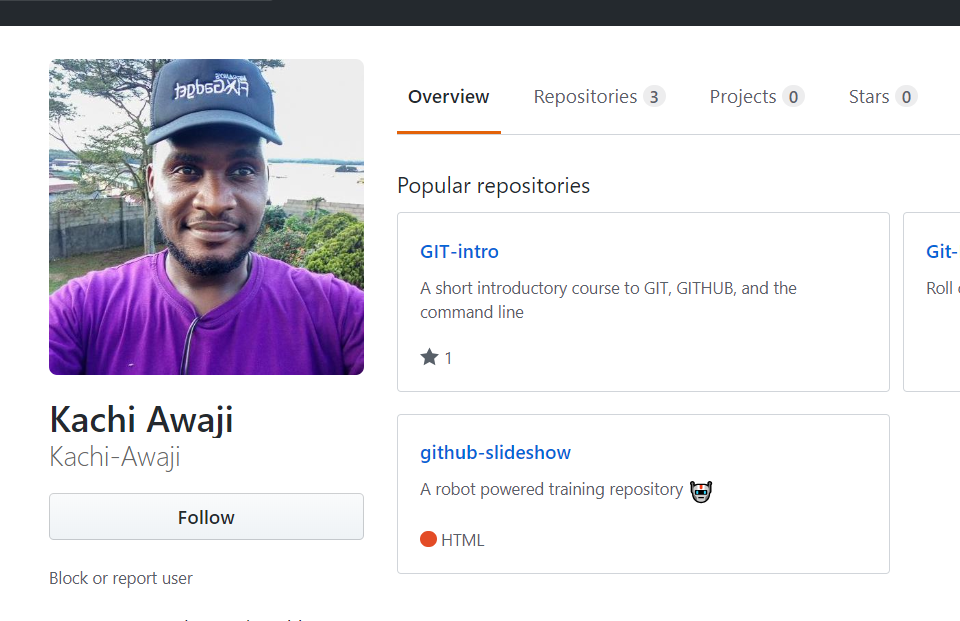 FixGadget
Overview
Repositories 3
Projects 0
Stars 0
Popular repositories
GIT-intro
A short introductory course to GIT, GITHUB, and the
command line
1
Git-
Roll
github-slideshow
A robot powered training repository
HTML
Kachi Awaji
Kachi-Awaji
Follow
Block or report user